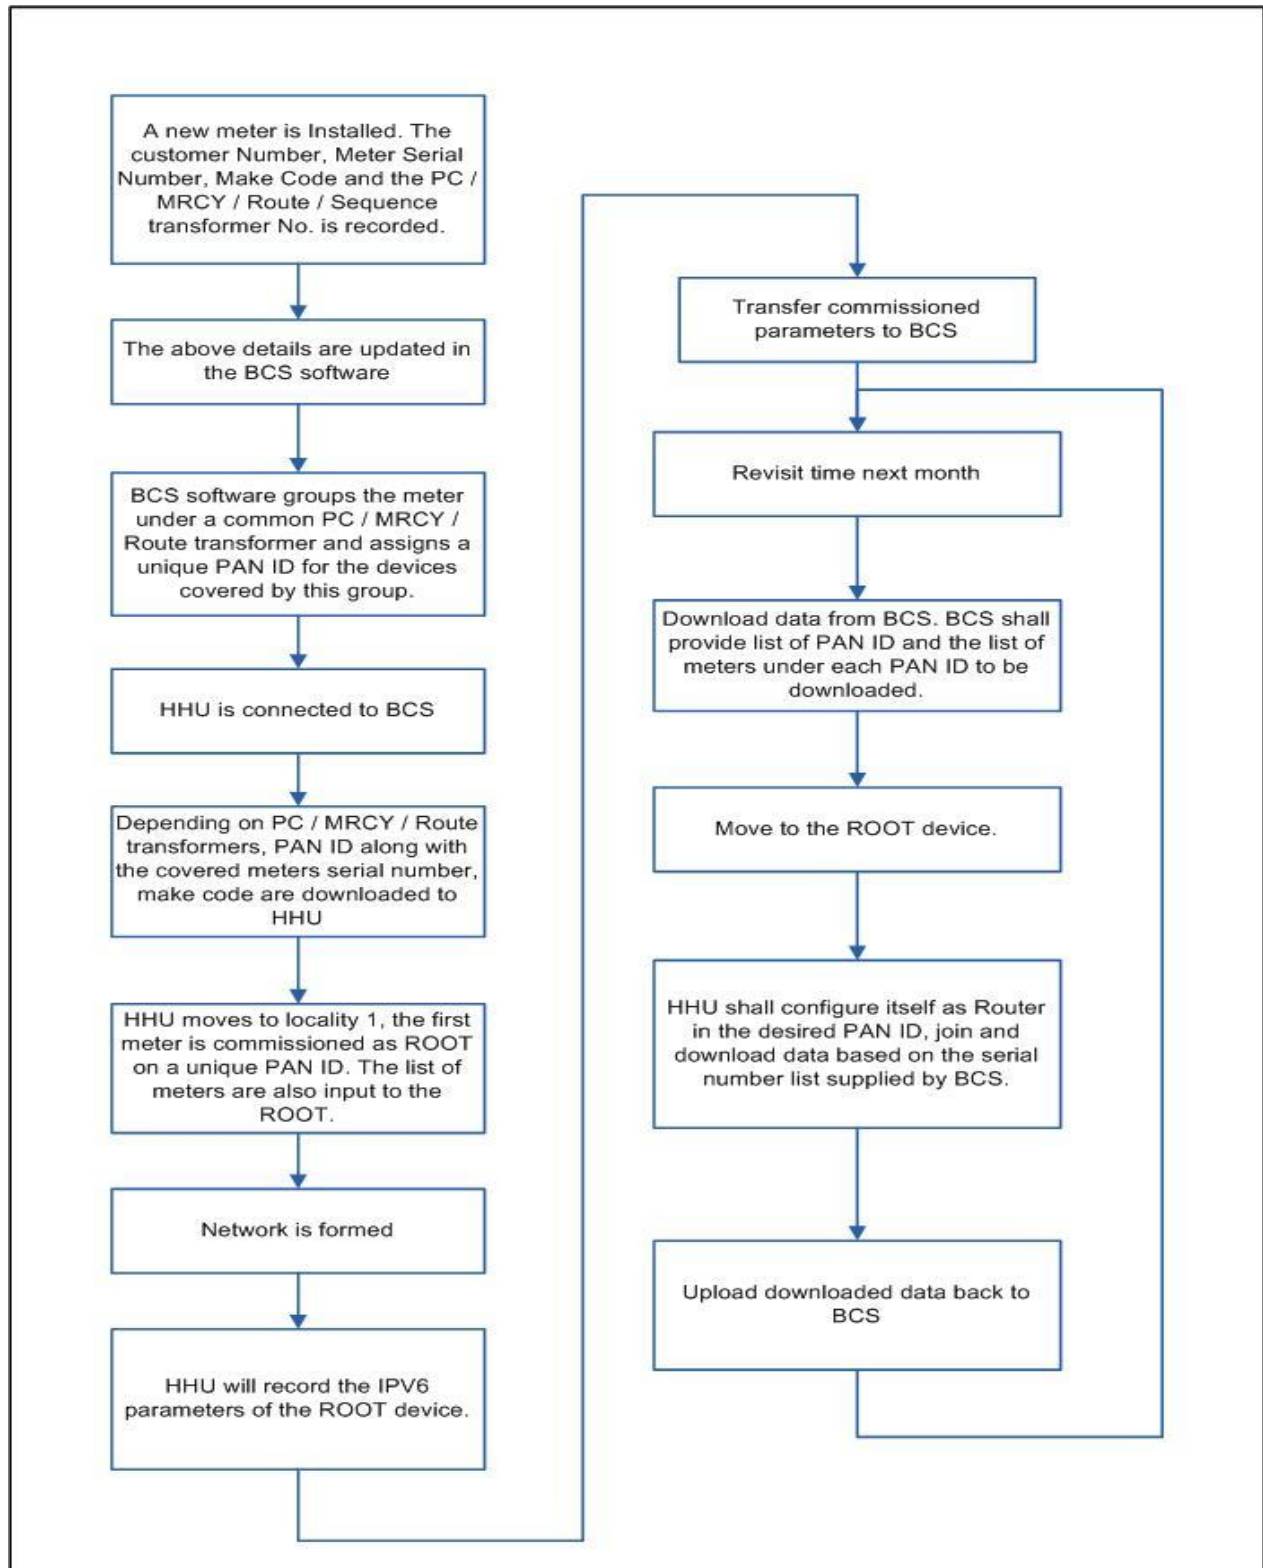 A new meter is Installed. The
customer Number, Meter Serial
Number, Make Code and the PC /
MRCY / Route / Sequence
transformer No. is recorded.
The above details are updated in
the BCS software
BCS software groups the meter
under a common PC / MRCY /
Route transformer and assigns a
unique PAN ID for the devices
covered by this group.
HHU is connected to BCS
Depending on PC / MRCY / Route
transformers, PAN ID along with
the covered meters serial number,
make code are downloaded to
HHU
HHU moves to locality 1, the first
meter is commissioned as ROOT
on a unique PAN ID. The list of
meters are also input to the
ROOT.
Network is formed
HHU will record the IPV6
parameters of the ROOT device.
Transfer commissioned
parameters to BCS
Revisit time next month
Download data from BCS. BCS shall
provide list of PAN ID and the list of
meters under each PAN ID to be
downloaded.
Move to the ROOT device.
HHU shall configure itself as Router
in the desired PAN ID, join and
download data based on the serial
number list supplied by BCS.
Upload downloaded data back to
BCS